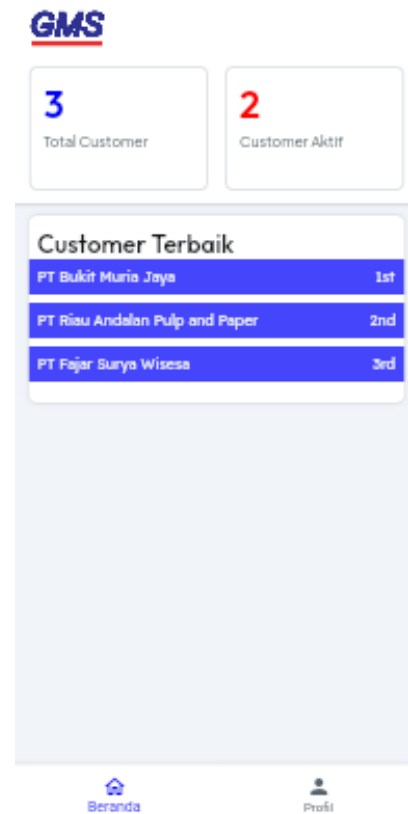 GMS
3
Total Customer
2
Customer Aktif
Customer Terbaik
PT Bukit Muria Jaya 1st
PT Riau Andalan Pulp and Paper 2nd
PT Fajar Surya Wisesa 3rd
Beranda
Profil